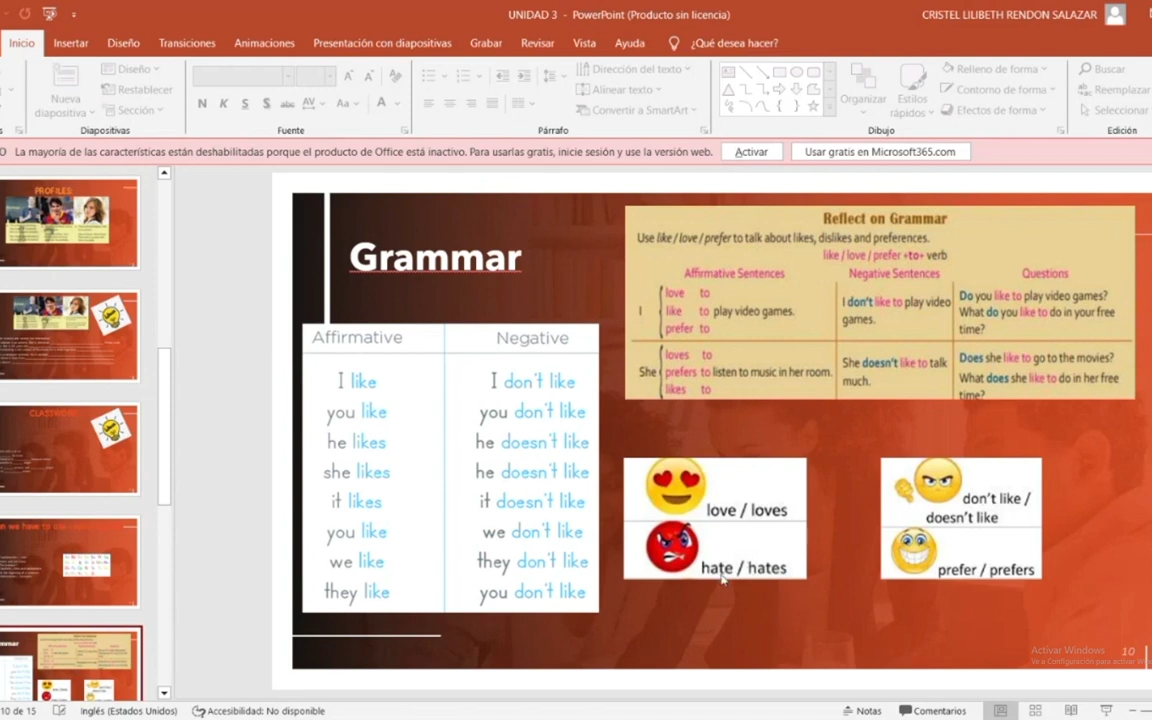 UNIDAD 3 - PowerPoint (Producto sin licencia)
CRISTEL LILIBETH RENDON SALAZAR
Inicio Insertar Diseño Transiciones Animaciones Presentación con diapositivas Grabar Revisar Vista Ayuda ¿Qué desea hacer?
Nueva diapositiva
Diseño
Restablecer
Sección
Diapositivas
N K S S abc AV Aa A
Fuente
Dirección del texto
Alinear texto
Convertir a SmartArt
Párrafo
Organizar
Estilos rápidos
Relleno de forma
Contorno de forma
Efectos de forma
Dibujo
Buscar
Reemplazar
Seleccionar
Edición
La mayoría de las características están deshabilitadas porque el producto de Office está inactivo. Para usarlas gratis, inicie sesión y use la versión web.
Activar
Usar gratis en Microsoft365.com
PROFILES:
Grammar
Affirmative Negative
I like I don't like
you like you don't like
he likes he doesn't like
she likes he doesn't like
it likes it doesn't like
you like we don't like
we like they don't like
they like you don't like
Reflect on Grammar
Use like / love / prefer to talk about likes, dislikes and preferences.
like / love / prefer +to+ verb
Affirmative Sentences Negative Sentences Questions
I
love to
like to play video games.
prefer to
I don't like to play video
games.
Do you like to play video games?
What do you like to do in your free
time?
She
loves to
prefers to listen to music in her room.
likes to
She doesn't like to talk
much.
Does she like to go to the movies?
What does she like to do in her free
time?
love / loves
hate / hates
don't like /
doesn't like
prefer / prefers
Activar Windows
Ve a Configuración para activar Win
10
10 de 15 Inglés (Estados Unidos) Accesibilidad: No disponible
Notas Comentarios